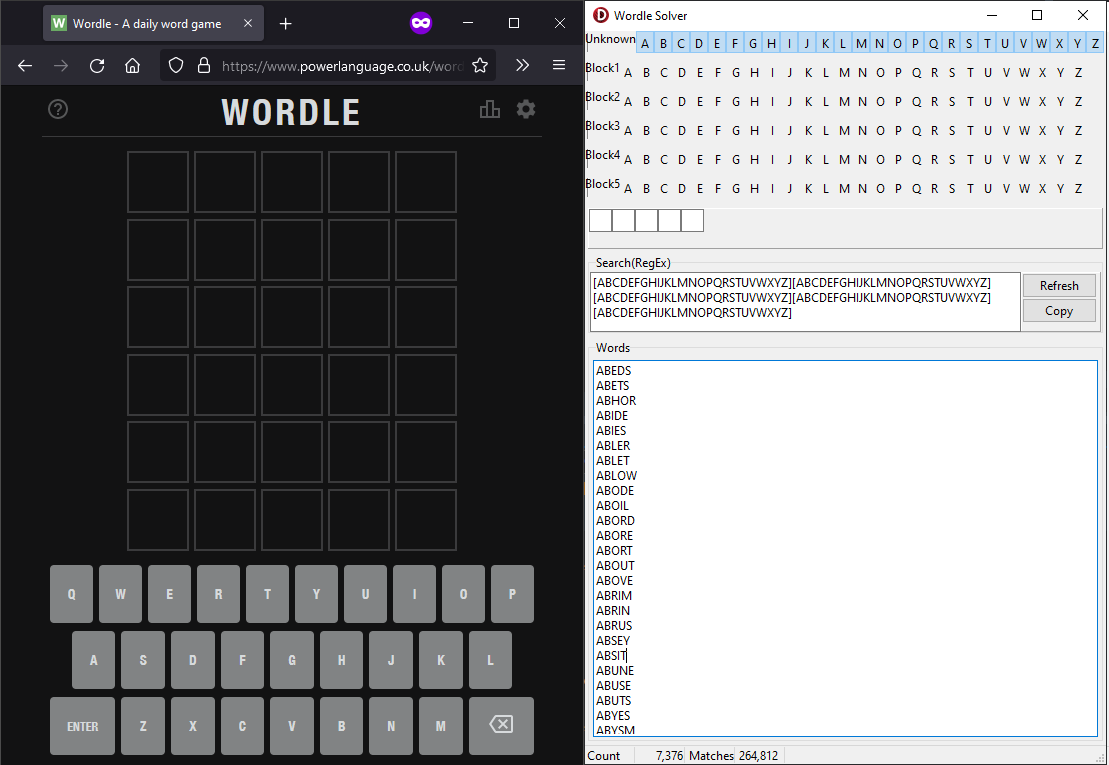 Wordle - A daily word game
https://www.powerlanguage.co.uk/word
WORDLE
Q W E R T Y U I O P
A S D F G H J K L
ENTER Z X C V B N M
Wordle Solver
Unknown A B C D E F G H I J K L M N O P Q R S T U V W X Y Z
Block1 A B C D E F G H I J K L M N O P Q R S T U V W X Y Z
Block2 A B C D E F G H I J K L M N O P Q R S T U V W X Y Z
Block3 A B C D E F G H I J K L M N O P Q R S T U V W X Y Z
Block4 A B C D E F G H I J K L M N O P Q R S T U V W X Y Z
Block5 A B C D E F G H I J K L M N O P Q R S T U V W X Y Z
Search(RegEx)
[ABCDEFGHIJKLMNOPQRSTUVWXYZ][ABCDEFGHIJKLMNOPQRSTUVWXYZ]
[ABCDEFGHIJKLMNOPQRSTUVWXYZ][ABCDEFGHIJKLMNOPQRSTUVWXYZ]
[ABCDEFGHIJKLMNOPQRSTUVWXYZ]
Refresh
Copy
Words
ABEDS
ABETS
ABHOR
ABIDE
ABIES
ABLER
ABLET
ABLOW
ABODE
ABOIL
ABORD
ABORE
ABORT
ABOUT
ABOVE
ABRIM
ABRIN
ABRUS
ABSEY
ABSIT
ABUNE
ABUSE
ABUTS
ABYES
ABYSM
Count 7,376 Matches 264,812